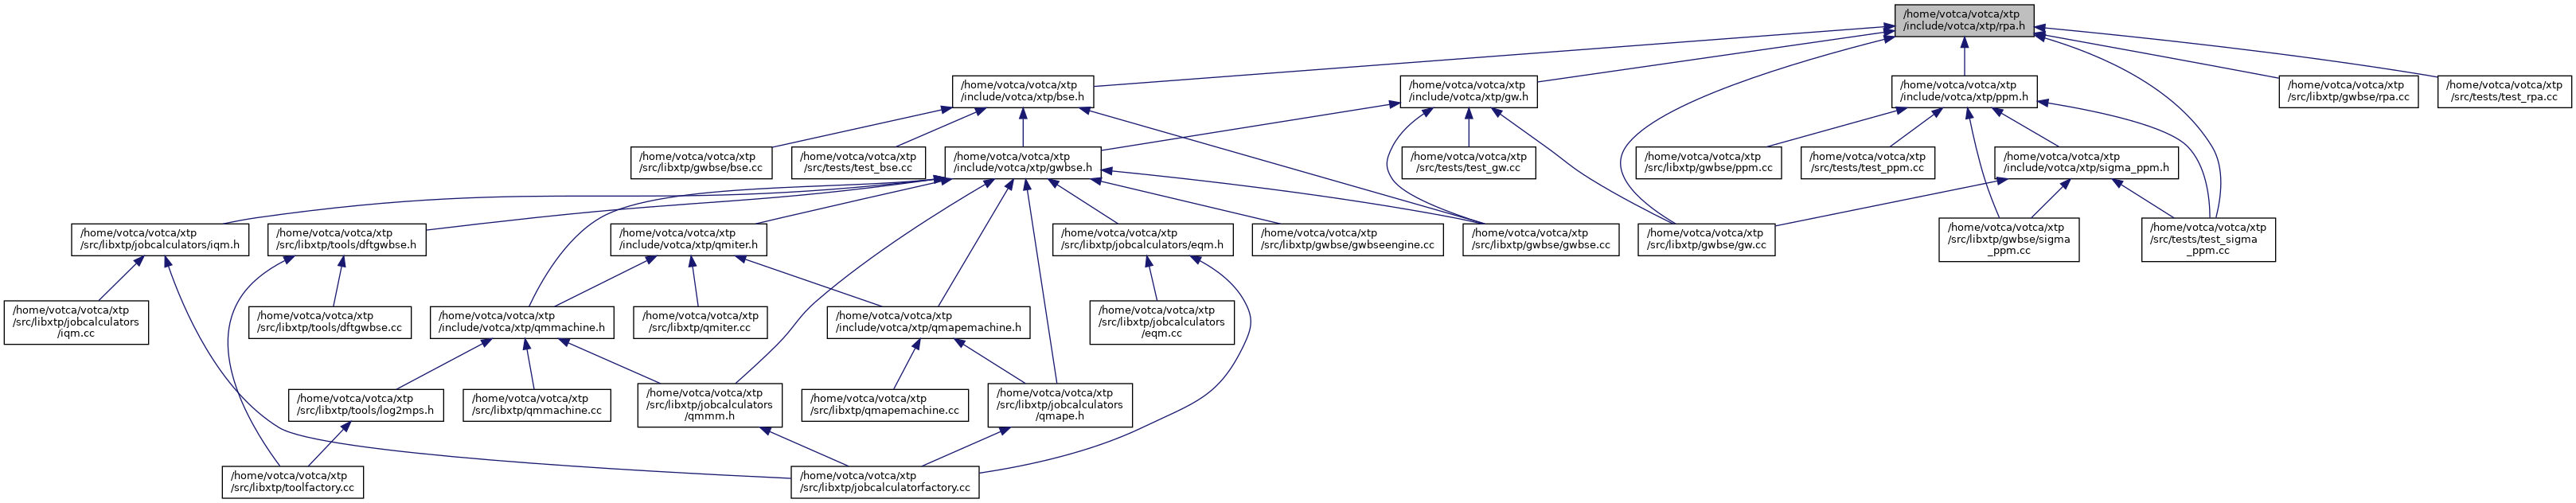 /home/votca/votca/xtp
/include/votca/xtp/rpa.h
/home/votca/votca/xtp
/include/votca/xtp/bse.h
/home/votca/votca/xtp
/include/votca/xtp/gw.h
/home/votca/votca/xtp
/include/votca/xtp/ppm.h
/home/votca/votca/xtp
/src/libxtp/gwbse/rpa.cc
/home/votca/votca/xtp
/src/tests/test_rpa.cc
/home/votca/votca/xtp
/src/libxtp/gwbse/bse.cc
/home/votca/votca/xtp
/src/tests/test_bse.cc
/home/votca/votca/xtp
/include/votca/xtp/gwbse.h
/home/votca/votca/xtp
/src/tests/test_gw.cc
/home/votca/votca/xtp
/src/libxtp/gwbse/ppm.cc
/home/votca/votca/xtp
/src/tests/test_ppm.cc
/home/votca/votca/xtp
/include/votca/xtp/sigma_ppm.h
/home/votca/votca/xtp
/src/libxtp/jobcalculators/iqm.h
/home/votca/votca/xtp
/src/libxtp/tools/dftgwbse.h
/home/votca/votca/xtp
/include/votca/xtp/qmiter.h
/home/votca/votca/xtp
/src/libxtp/jobcalculators/eqm.h
/home/votca/votca/xtp
/src/libxtp/gwbse/gwbseengine.cc
/home/votca/votca/xtp
/src/libxtp/gwbse/gwbse.cc
/home/votca/votca/xtp
/src/libxtp/gwbse/gw.cc
/home/votca/votca/xtp
/src/libxtp/gwbse/sigma
_ppm.cc
/home/votca/votca/xtp
/src/tests/test_sigma
_ppm.cc
/home/votca/votca/xtp
/src/libxtp/jobcalculators
/iqm.cc
/home/votca/votca/xtp
/src/libxtp/tools/dftgwbse.cc
/home/votca/votca/xtp
/include/votca/xtp/qmmachine.h
/home/votca/votca/xtp
/src/libxtp/qmiter.cc
/home/votca/votca/xtp
/include/votca/xtp/qmapemachine.h
/home/votca/votca/xtp
/src/libxtp/jobcalculators
/eqm.cc
/home/votca/votca/xtp
/src/libxtp/tools/log2mps.h
/home/votca/votca/xtp
/src/libxtp/qmmachine.cc
/home/votca/votca/xtp
/src/libxtp/jobcalculators
/qmmm.h
/home/votca/votca/xtp
/src/libxtp/qmapemachine.cc
/home/votca/votca/xtp
/src/libxtp/jobcalculators
/qmape.h
/home/votca/votca/xtp
/src/libxtp/toolfactory.cc
/home/votca/votca/xtp
/src/libxtp/jobcalculatorfactory.cc